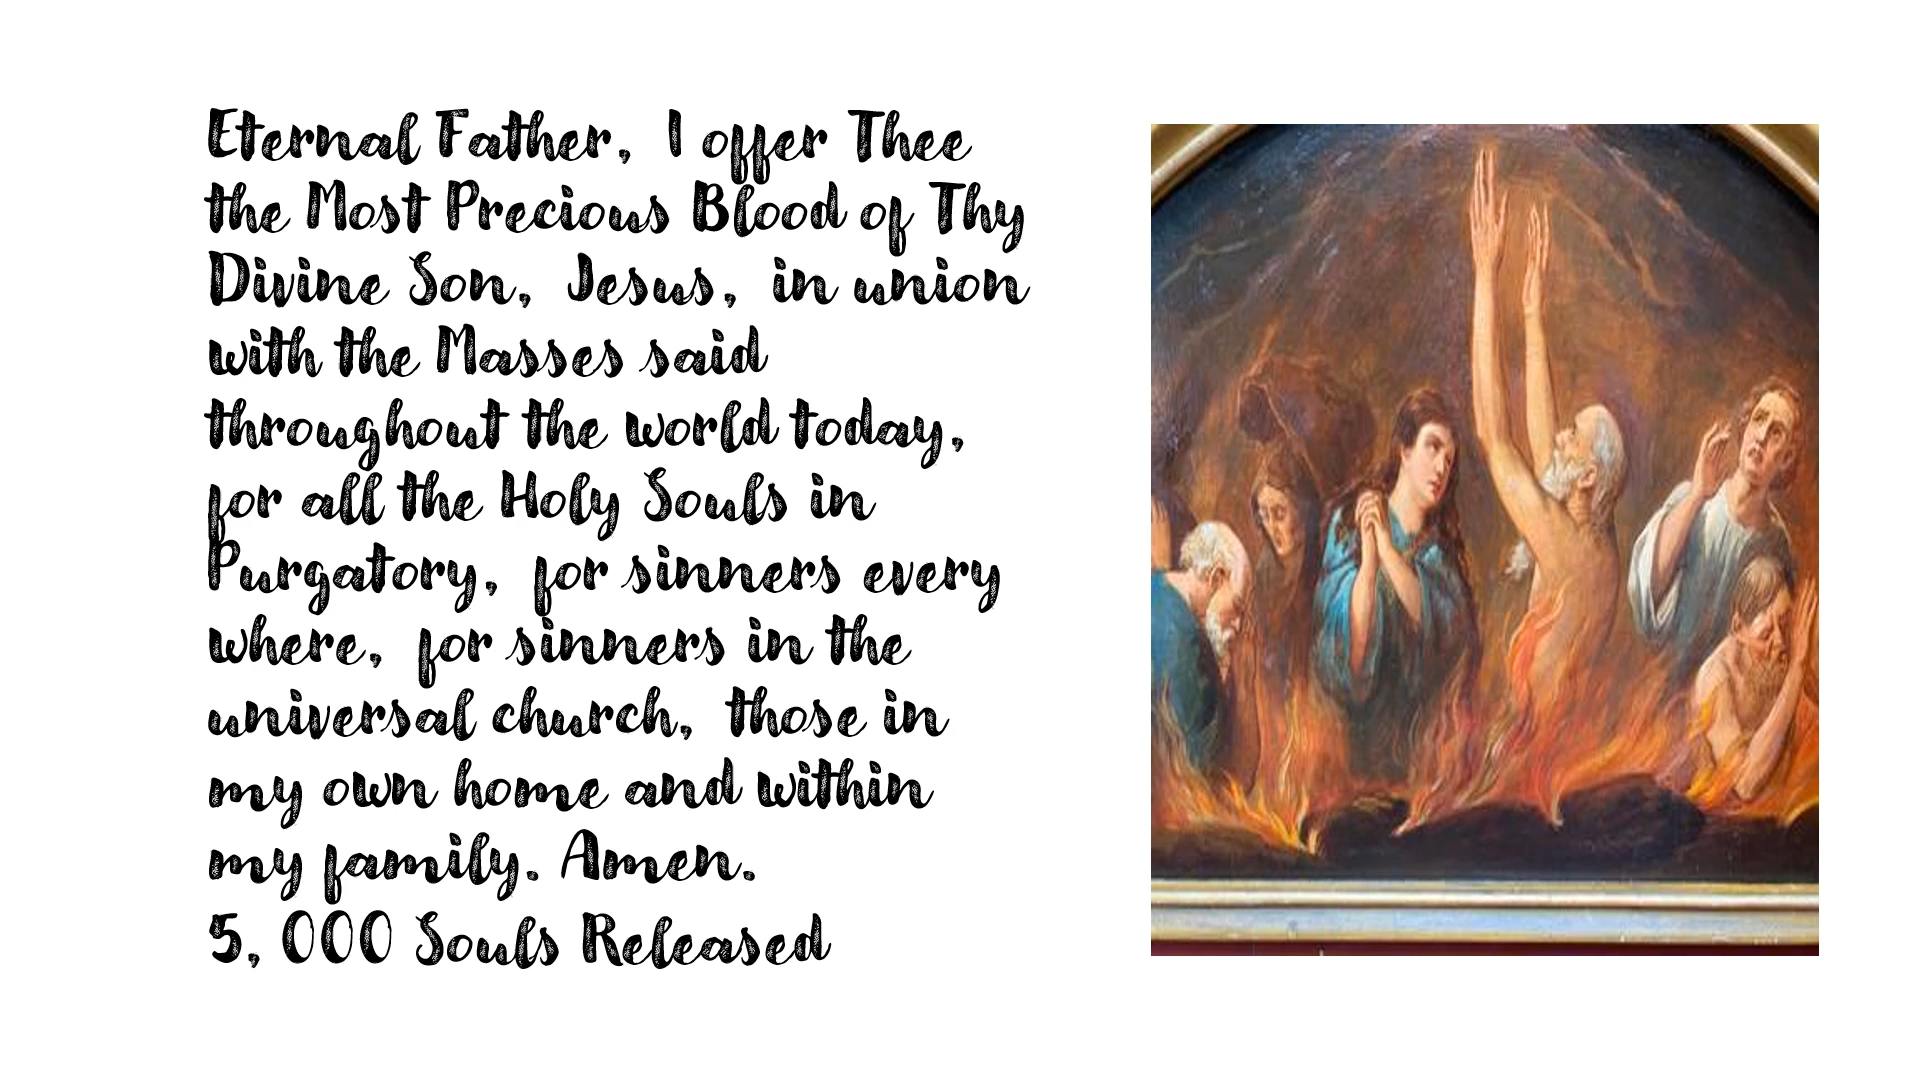 Eternal Father, I offer Thee
the Most Precious Blood of Thy
Divine Son, Jesus, in union
with the Masses said
throughout the world today,
for all the Holy Souls in
Purgatory, for sinners every
where, for sinners in the
universal church, those in
my own home and within
my family. Amen.
5, 000 Souls Released